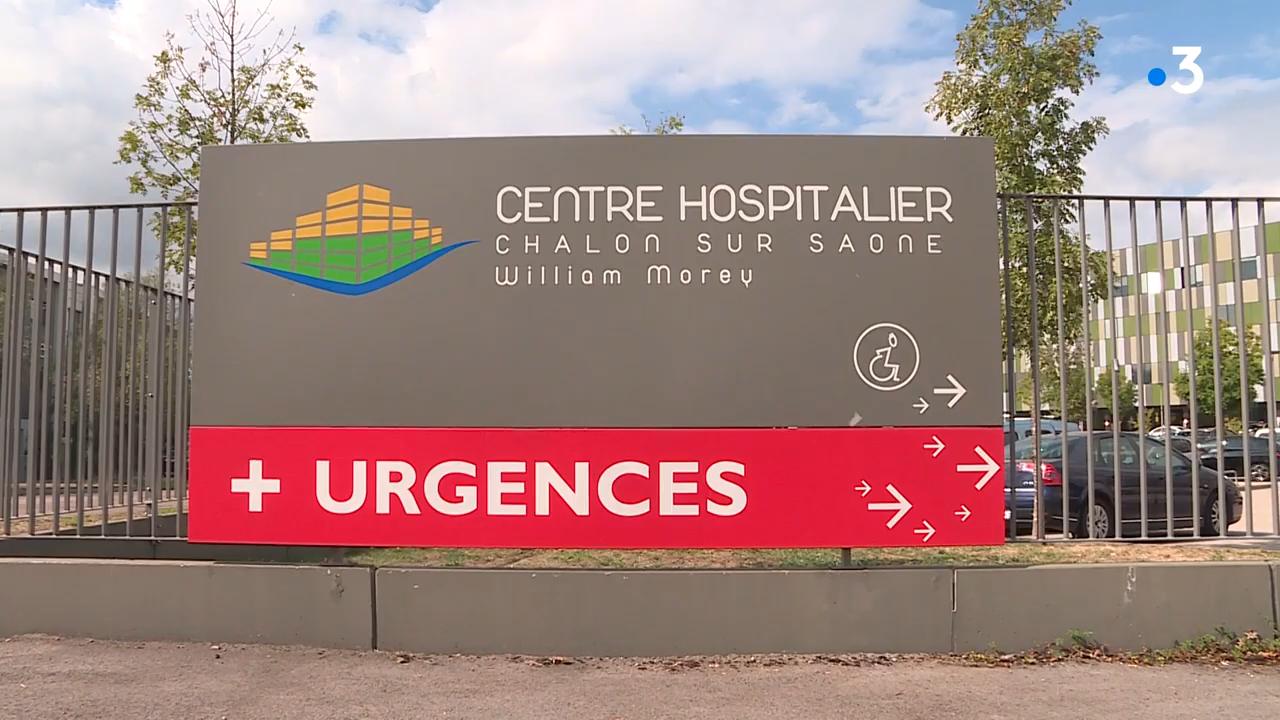 3
CENTRE HOSPITALIER
CHALON SUR SAONE
William Morey
+ URGENCES